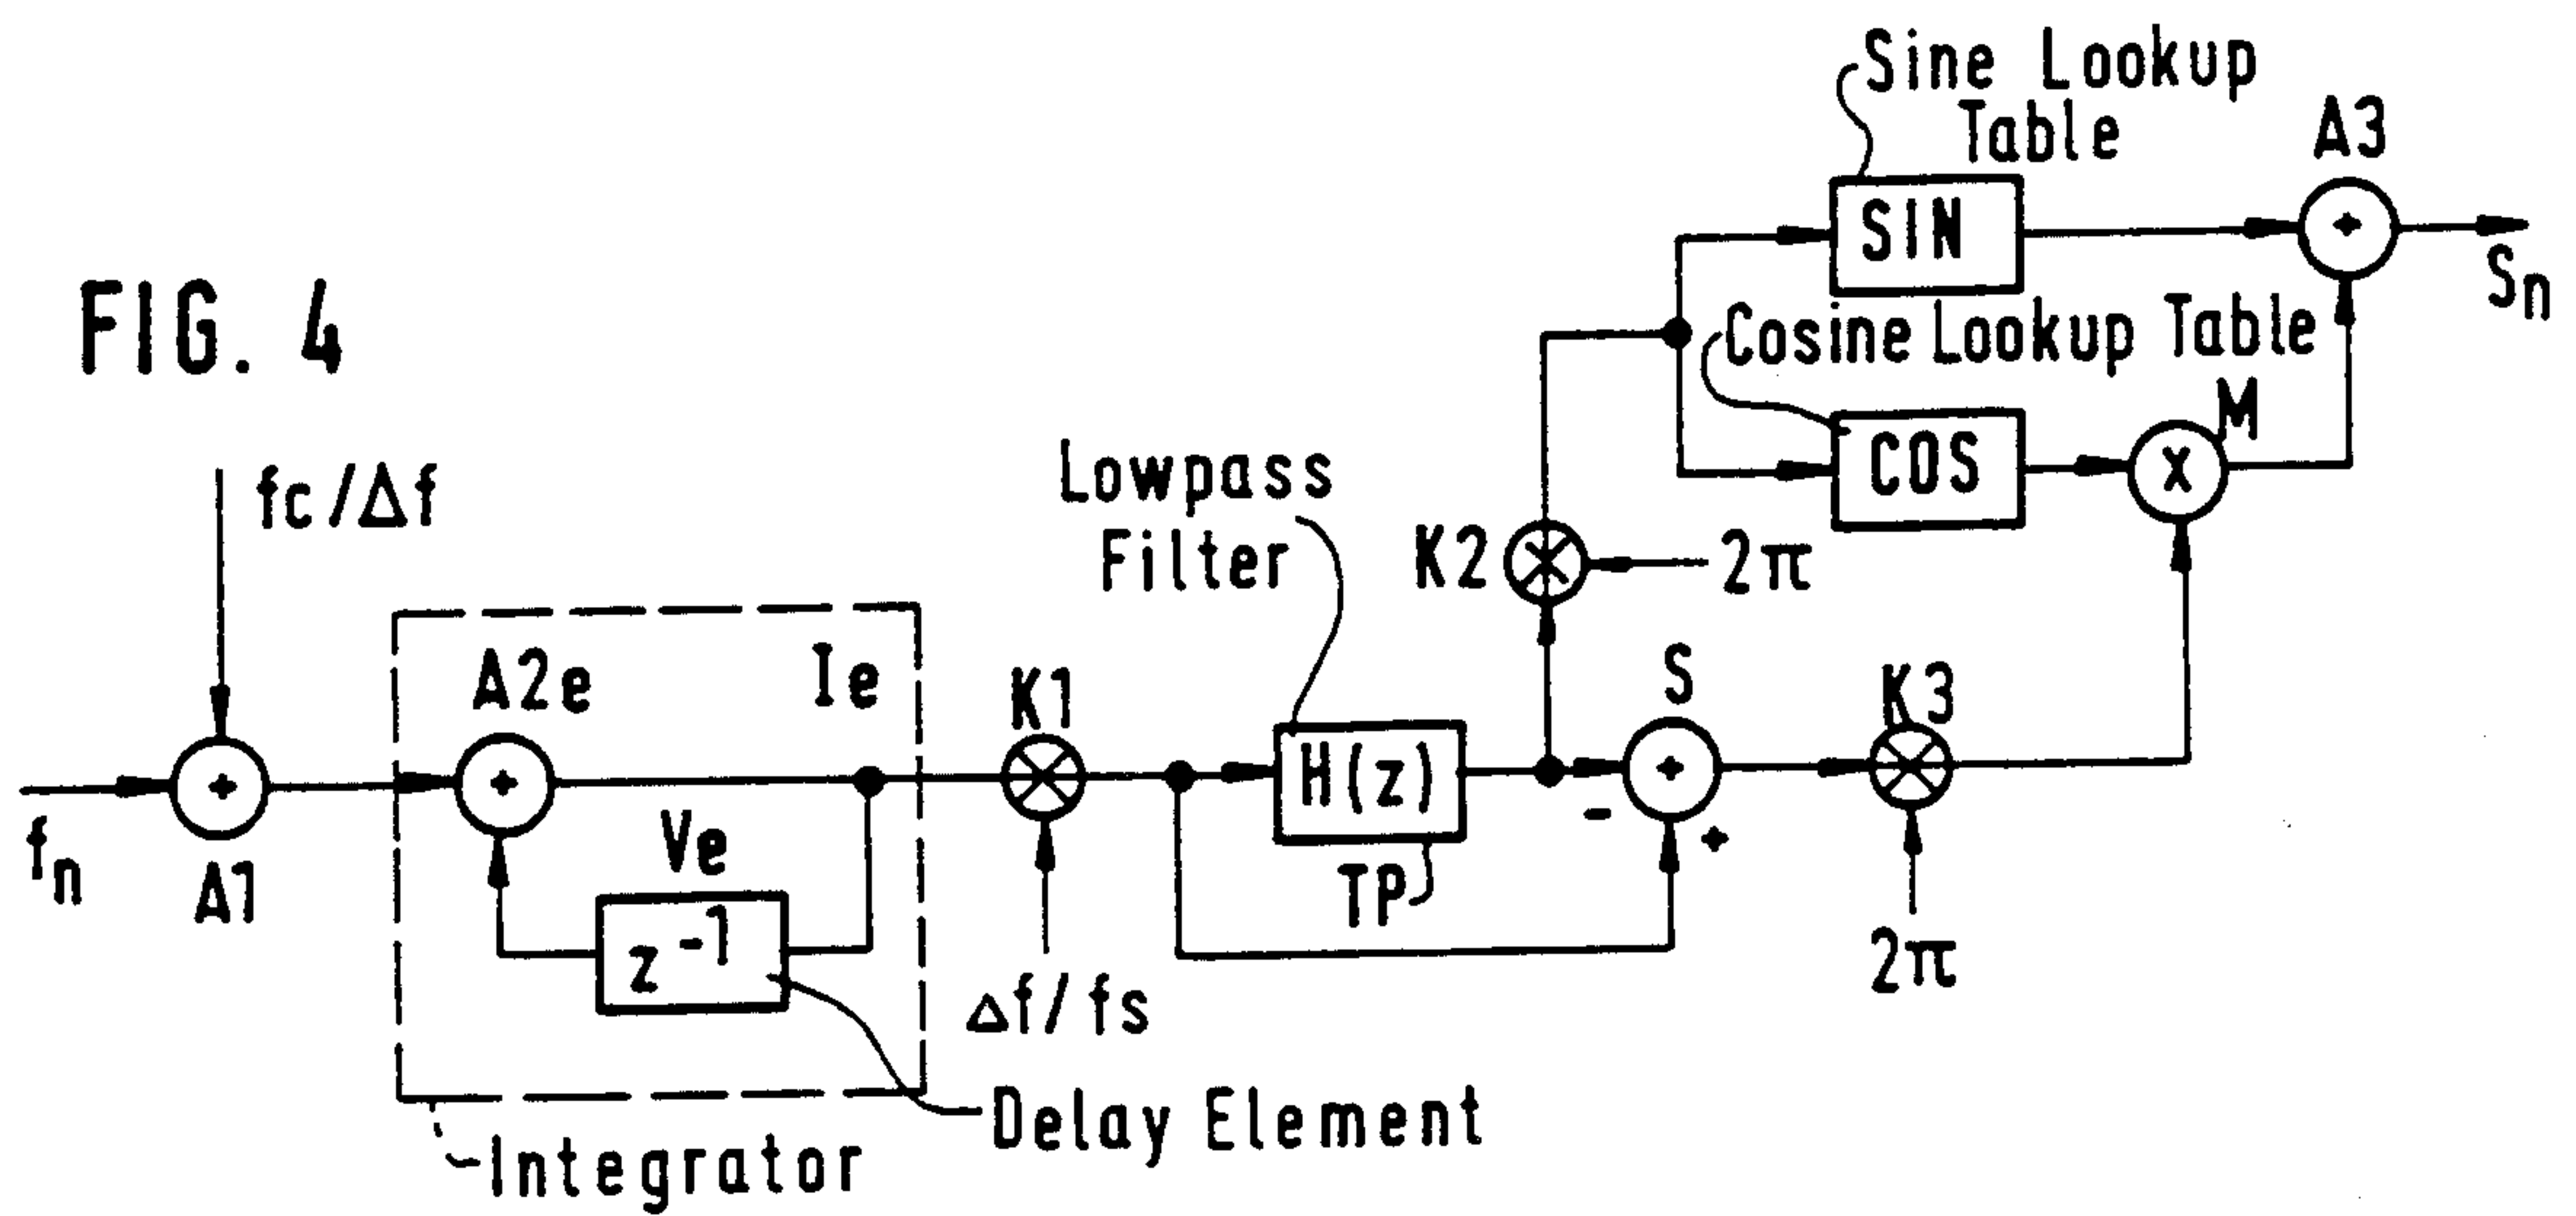 FIG. 4
Sine Lookup
Table
A3
SIN
+
Sn
Cosine Lookup Table
COS
M
X
fc/Δf
Lowpass
Filter
K2
2π
A2e
Ie
K1
S
K3
fn
+
A1
+
Ve
z-1
H(z)
TP
+
-
+
Δf/fs
2π
Delay Element
Integrator